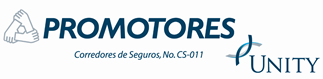 PROMOTORES
Corredores de Seguros, No. CS-011
UNITY